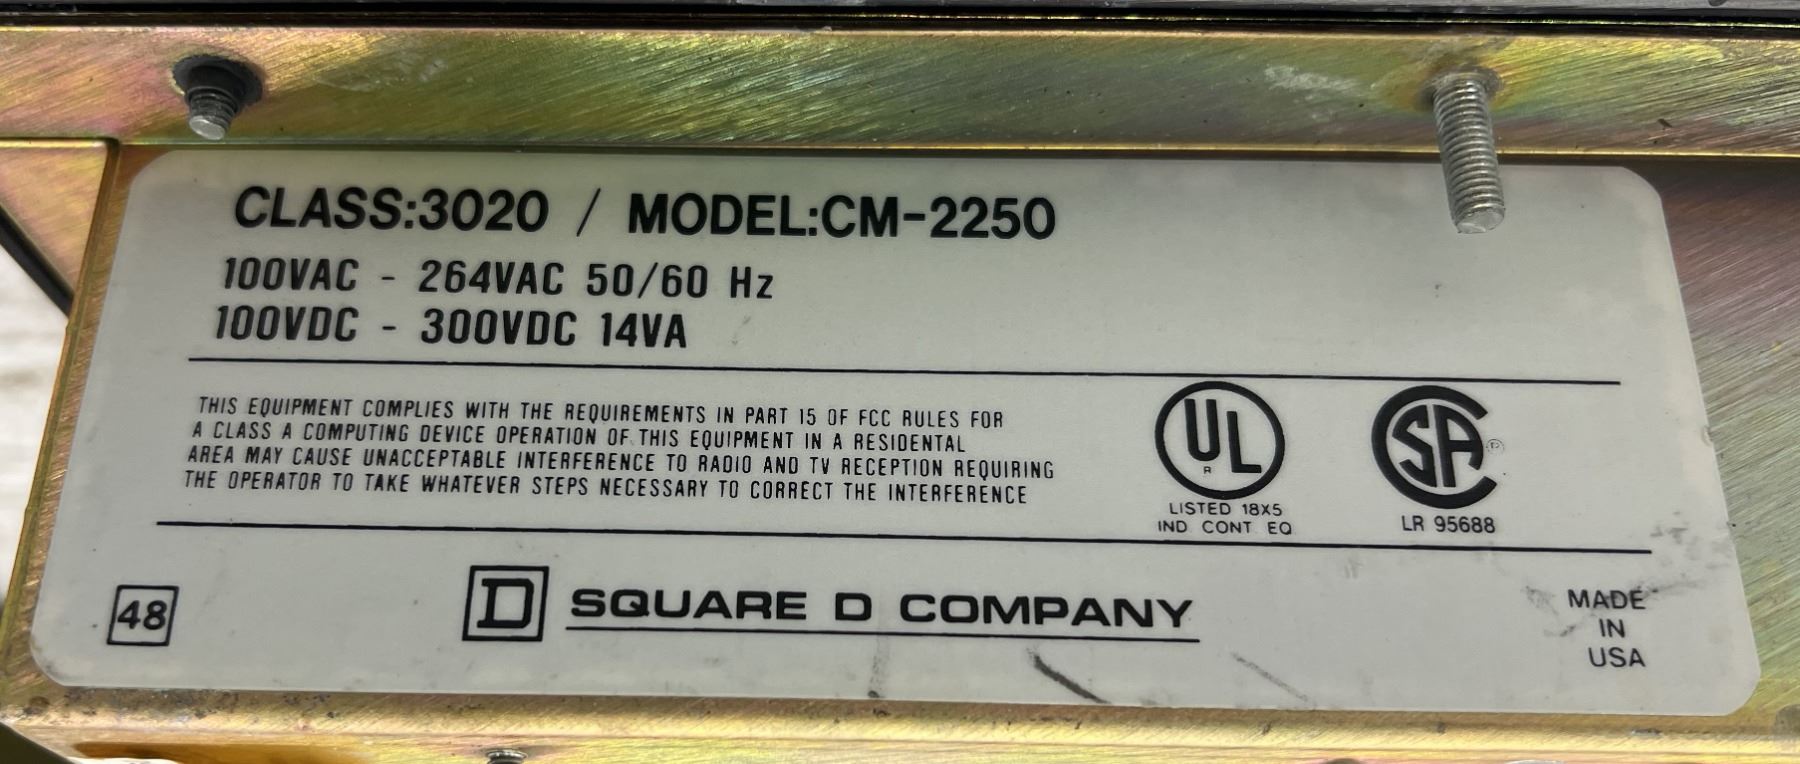 CLASS:3020 / MODEL:CM-2250
100VAC - 264VAC 50/60 Hz
100VDC - 300VDC 14VA
THIS EQUIPMENT COMPLIES WITH THE REQUIREMENTS IN PART 15 OF FCC RULES FOR
A CLASS A COMPUTING DEVICE OPERATION OF THIS EQUIPMENT IN A RESIDENTAL
AREA MAY CAUSE UNACCEPTABLE INTERFERENCE TO RADIO AND TV RECEPTION REQUIRING
THE OPERATOR TO TAKE WHATEVER STEPS NECESSARY TO CORRECT THE INTERFERENCE
UL
R
LISTED 18X5
IND CONT EQ
SA ®
LR 95688
48
D SQUARE D COMPANY
MADE
IN
USA